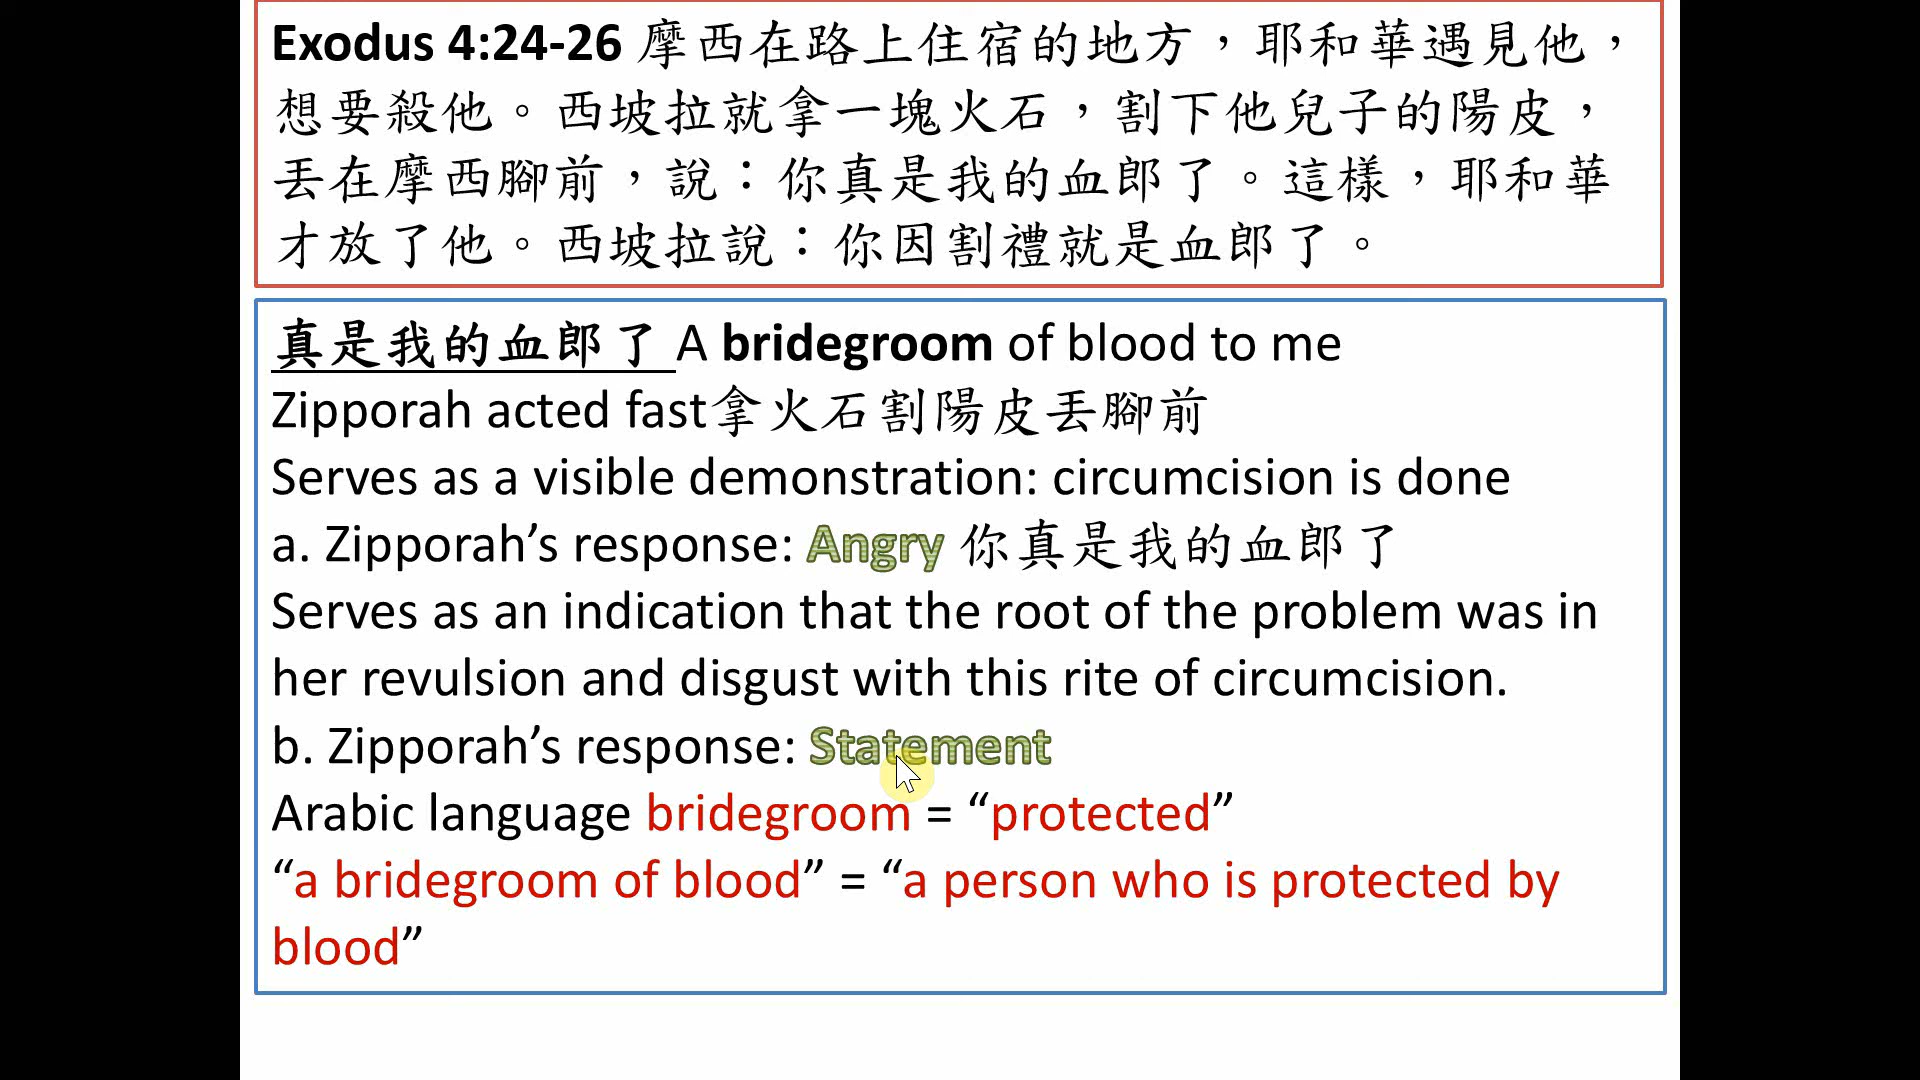 Exodus 4:24-26 摩西在路上住宿的地方，耶和華遇見他，
想要殺他。西坡拉就拿一塊火石，割下他兒子的陽皮，
丟在摩西腳前，說：你真是我的血郎了。這樣，耶和華
才放了他。西坡拉說：你因割禮就是血郎了。
真是我的血郎了 A bridegroom of blood to me
Zipporah acted fast拿火石割陽皮丟腳前
Serves as a visible demonstration: circumcision is done
a. Zipporah’s response: Angry 你真是我的血郎了
Serves as an indication that the root of the problem was in
her revulsion and disgust with this rite of circumcision.
b. Zipporah’s response: Statement
Arabic language bridegroom = “protected”
“a bridegroom of blood” = “a person who is protected by
blood”